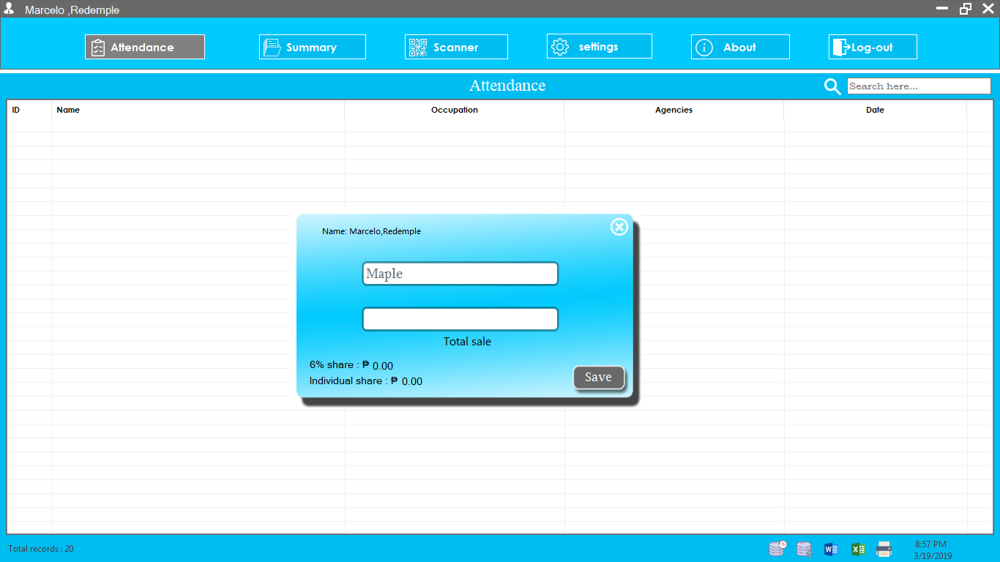 Marcelo ,Redemple
Attendance Summary Scanner settings About Log-out
Attendance
Search here...
ID Name Occupation Agencies Date
Name: Marcelo,Redemple
Maple
Total sale
6% share : ₱ 0.00
Individual share : ₱ 0.00
Save
Total records : 20
8:57 PM
3/19/2019